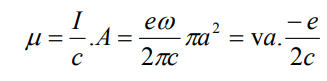 μ = I/c .A = eω/2πc πa² = va. −e/2c